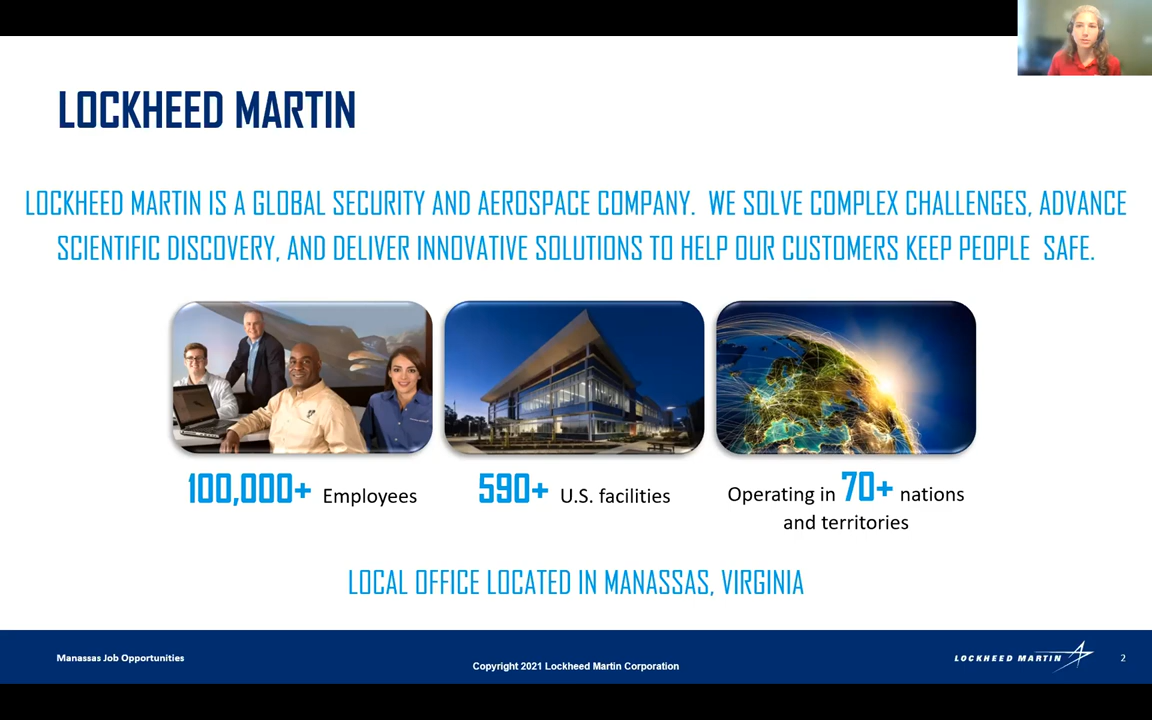 LOCKHEED MARTIN
LOCKHEED MARTIN IS A GLOBAL SECURITY AND AEROSPACE COMPANY.  WE SOLVE COMPLEX CHALLENGES, ADVANCE
SCIENTIFIC DISCOVERY, AND DELIVER INNOVATIVE SOLUTIONS TO HELP OUR CUSTOMERS KEEP PEOPLE  SAFE.
100,000+ Employees
590+ U.S. facilities
Operating in 70+ nations
and territories
LOCAL OFFICE LOCATED IN MANASSAS, VIRGINIA
Manassas Job Opportunities
Copyright 2021 Lockheed Martin Corporation
LOCKHEED MARTIN
2